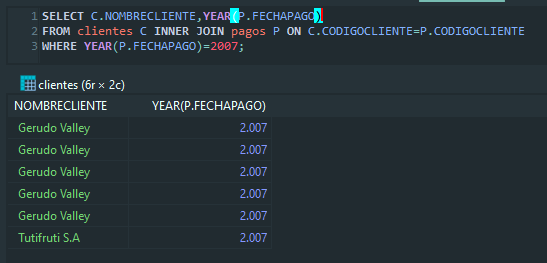 1 SELECT C.NOMBRECLIENTE,YEAR(P.FECHAPAGO)
2 FROM clientes C INNER JOIN pagos P ON C.CODIGOCLIENTE=P.CODIGOCLIENTE
3 WHERE YEAR(P.FECHAPAGO)=2007;
clientes (6r × 2c)
NOMBRECLIENTE YEAR(P.FECHAPAGO)
Gerudo Valley 2.007
Gerudo Valley 2.007
Gerudo Valley 2.007
Gerudo Valley 2.007
Gerudo Valley 2.007
Tutifruti S.A 2.007